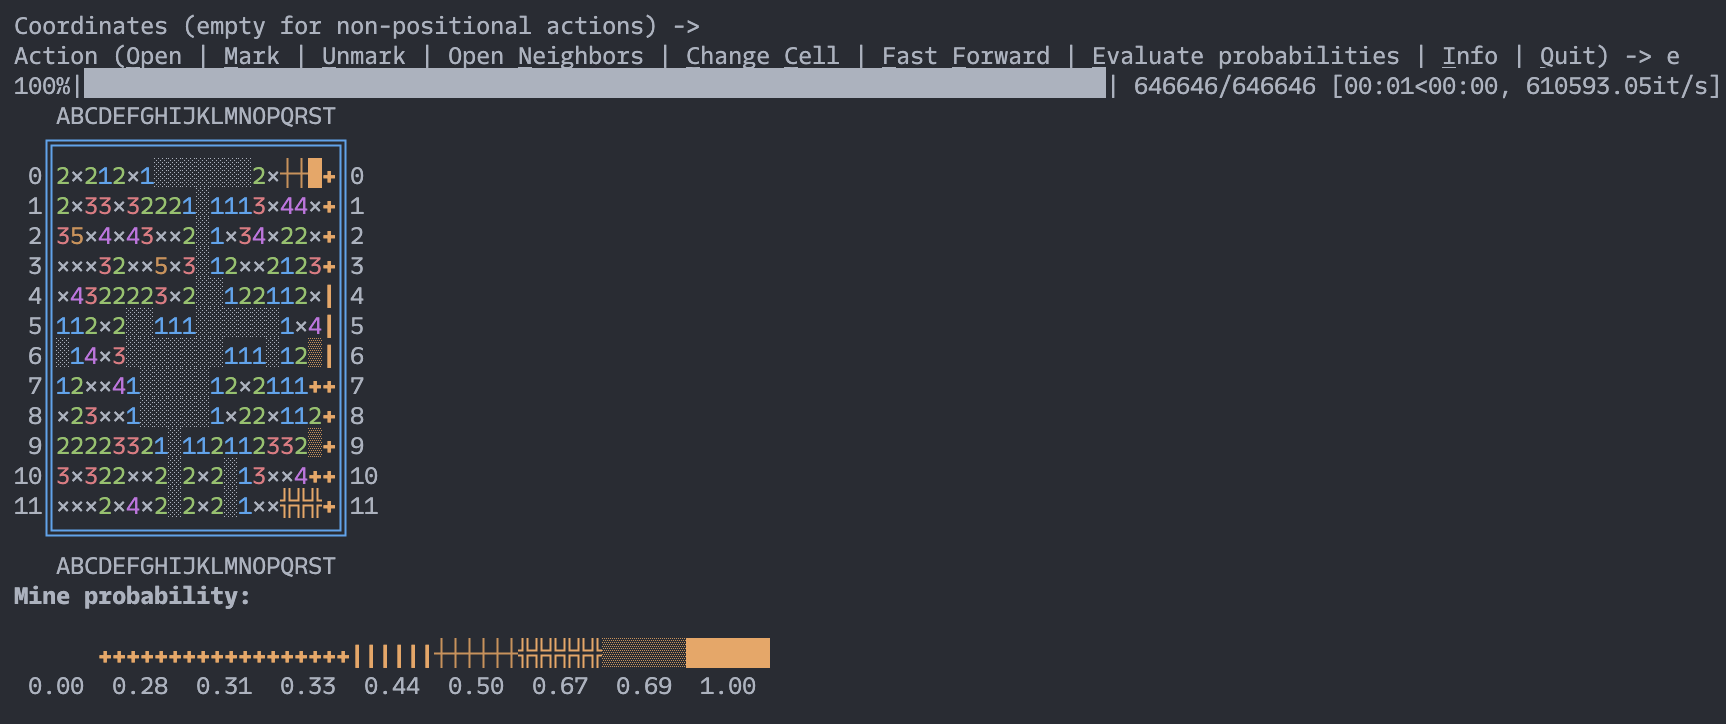 Coordinates (empty for non-positional actions) ->
Action (Open | Mark | Unmark | Open Neighbors | Change Cell | Fast Forward | Evaluate probabilities | Info | Quit) -> e
100%|██████████| 646646/646646 [00:01<00:00, 610593.05it/s]
ABCDEFGHIJKLMNOPQRST
0║2×212×1░░░░░░░2×┼┼█+║0
1║2×33×32221░1113×44×+║1
2║35×4×43××2░1×34×22×+║2
3║×××32××5×3░12××2123+║3
4║×4322223×2░░122112×|║4
5║112×2░░111░░░░░░1×4|║5
6║░14×3░░░░░░░111░12▒|║6
7║12××41░░░░░12×2111++║7
8║×23××1░░░░░1×22×112+║8
9║22223321░112112332▒+║9
10║3×322××2░2×2░13××4++║10
11║×××2×4×2░2×2░1××╬╬╬+║11
ABCDEFGHIJKLMNOPQRST
Mine probability:
++++++++++++++++++||||||┼┼┼┼┼┼╬╬╬╬╬╬▒▒▒▒▒▒██████
0.00 0.28 0.31 0.33 0.44 0.50 0.67 0.69 1.00